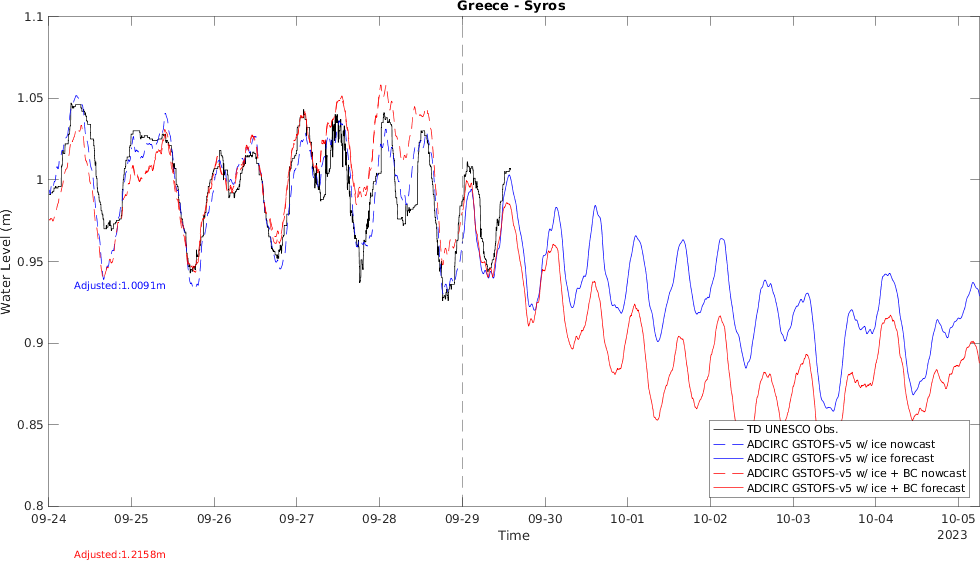 Greece - Syros
1.1
1.05
1
0.95
0.9
0.85
0.8
Water Level (m)
Adjusted:1.0091m
TD UNESCO Obs.
ADCIRC GSTOFS-v5 w/ ice nowcast
ADCIRC GSTOFS-v5 w/ ice forecast
ADCIRC GSTOFS-v5 w/ ice + BC nowcast
ADCIRC GSTOFS-v5 w/ ice + BC forecast
09-24 09-25 09-26 09-27 09-28 09-29 09-30 10-01 10-02 10-03 10-04 10-05
Time
2023
Adjusted:1.2158m